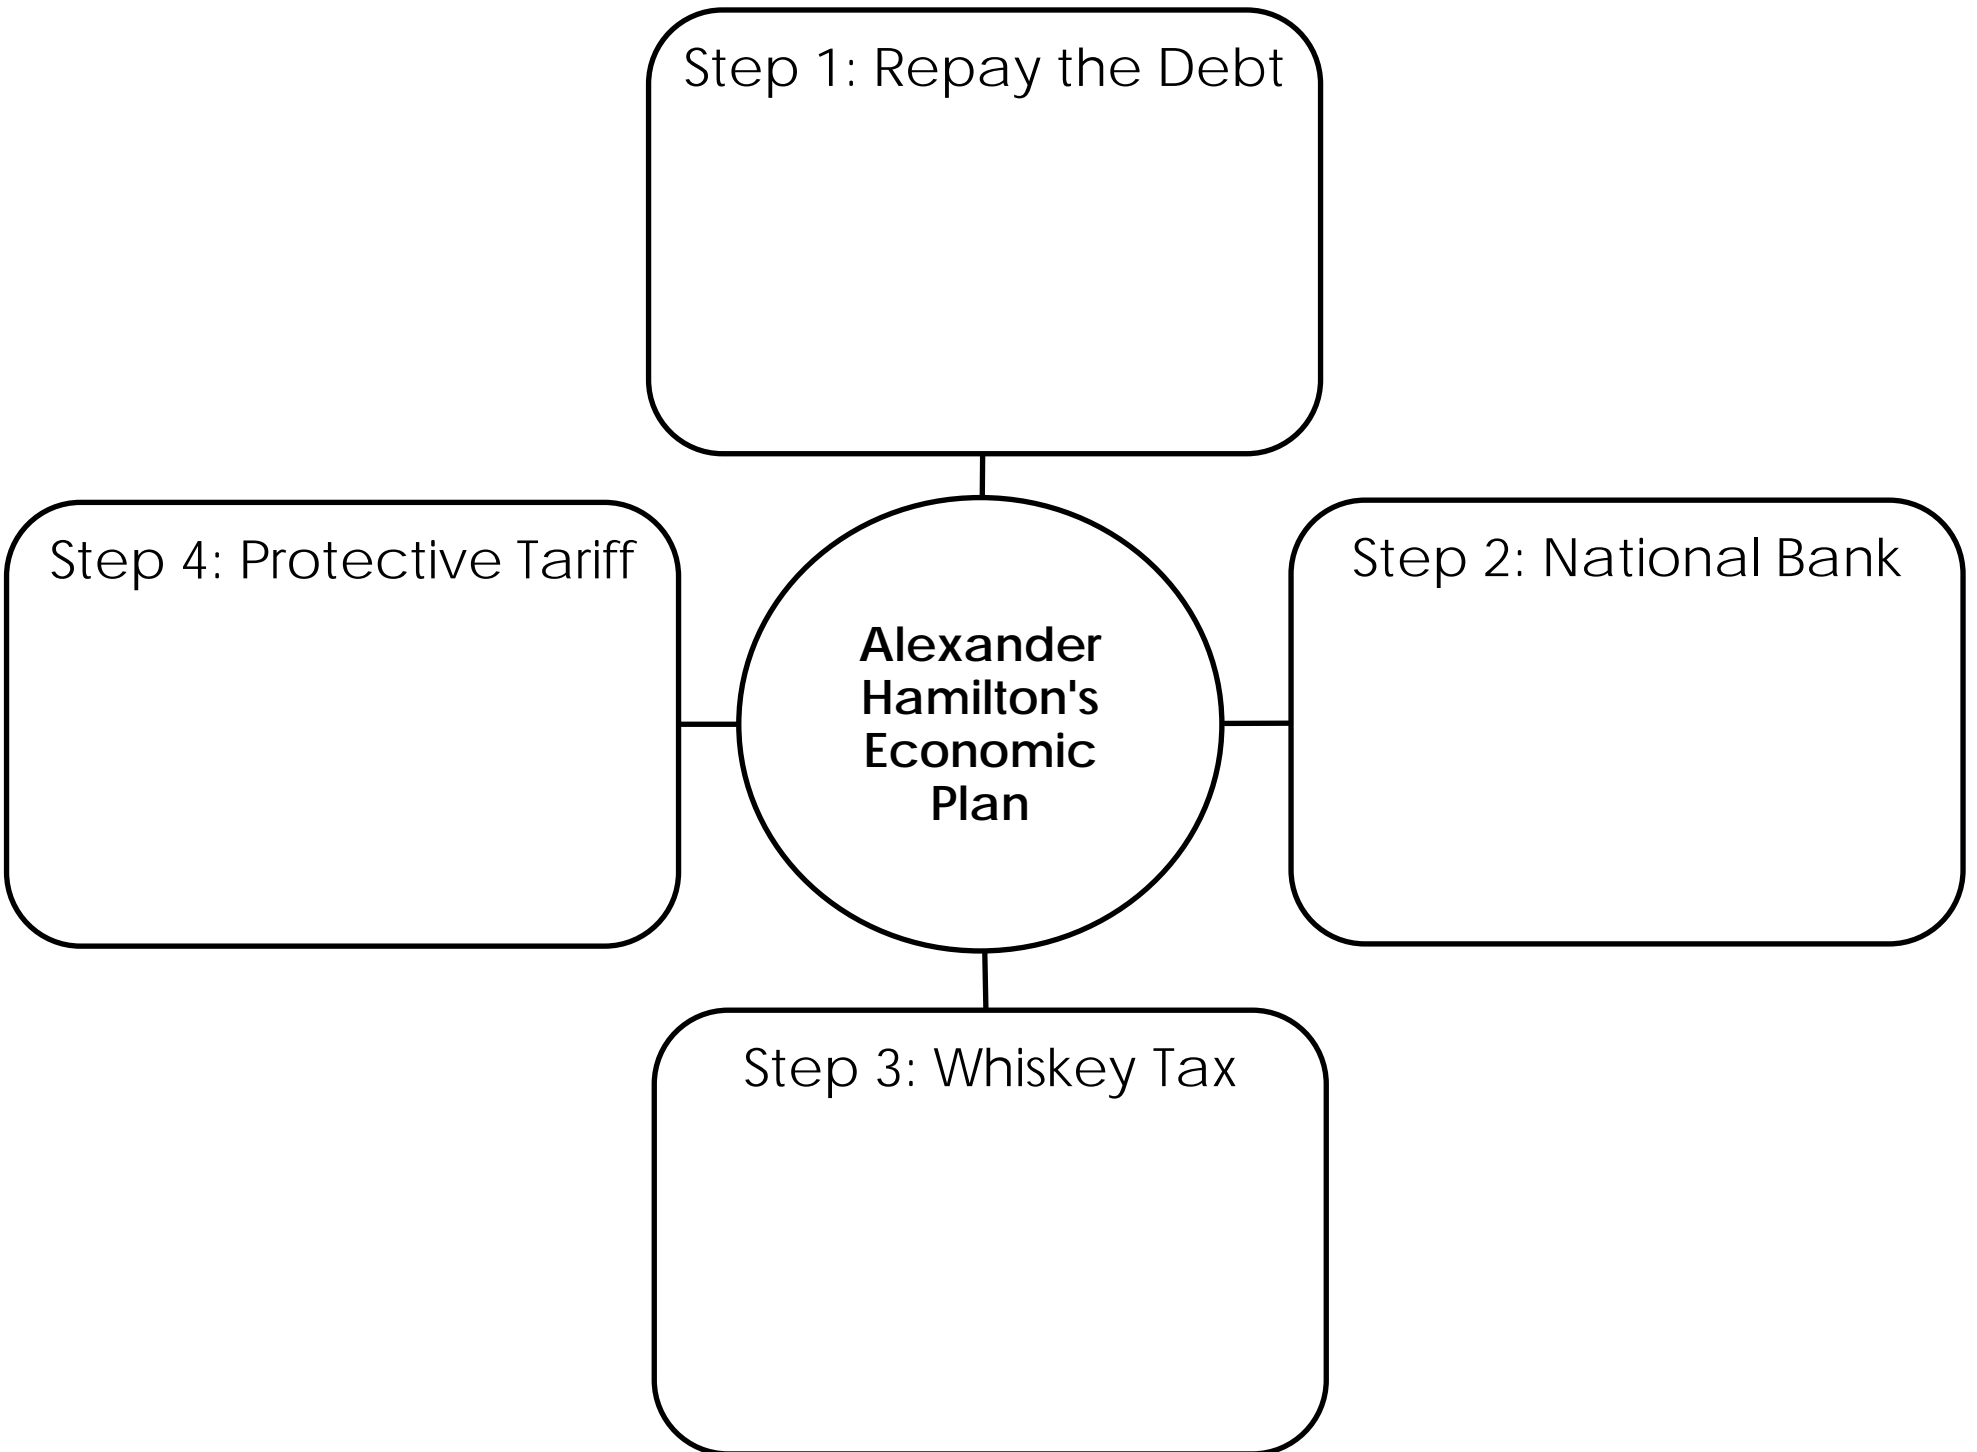 Step 1: Repay the Debt
Step 4: Protective Tariff
Alexander
Hamilton's
Economic
Plan
Step 2: National Bank
Step 3: Whiskey Tax